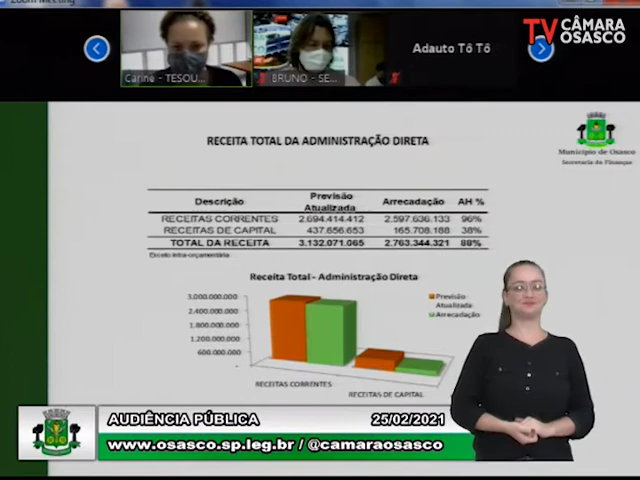 Zoom Meeting
Carine - TESOU...
BRUNO - SE...
Adauto Tô Tô
TV CÂMARA
OSASCO
RECEITA TOTAL DA ADMINISTRAÇÃO DIRETA
Município de Osasco
Secretaria de Finanças
Descrição Previsão Atualizada Arrecadação AH %
RECEITAS CORRENTES 2.694.414.412 2.597.636.133 96%
RECEITAS DE CAPITAL 437.656.653 165.708.188 38%
TOTAL DA RECEITA 3.132.071.065 2.763.344.321 88%
Exceto Intra-orçamentária
Receita Total - Administração Direta
3.000.000.000
2.400.000.000
1.800.000.000
1.200.000.000
600.000.000
-
RECEITAS CORRENTES
RECEITAS DE CAPITAL
Previsão
Atualizada
Arrecadação
AUDIÊNCIA PÚBLICA 25/02/2021
www.osasco.sp.leg.br / @camaraosasco